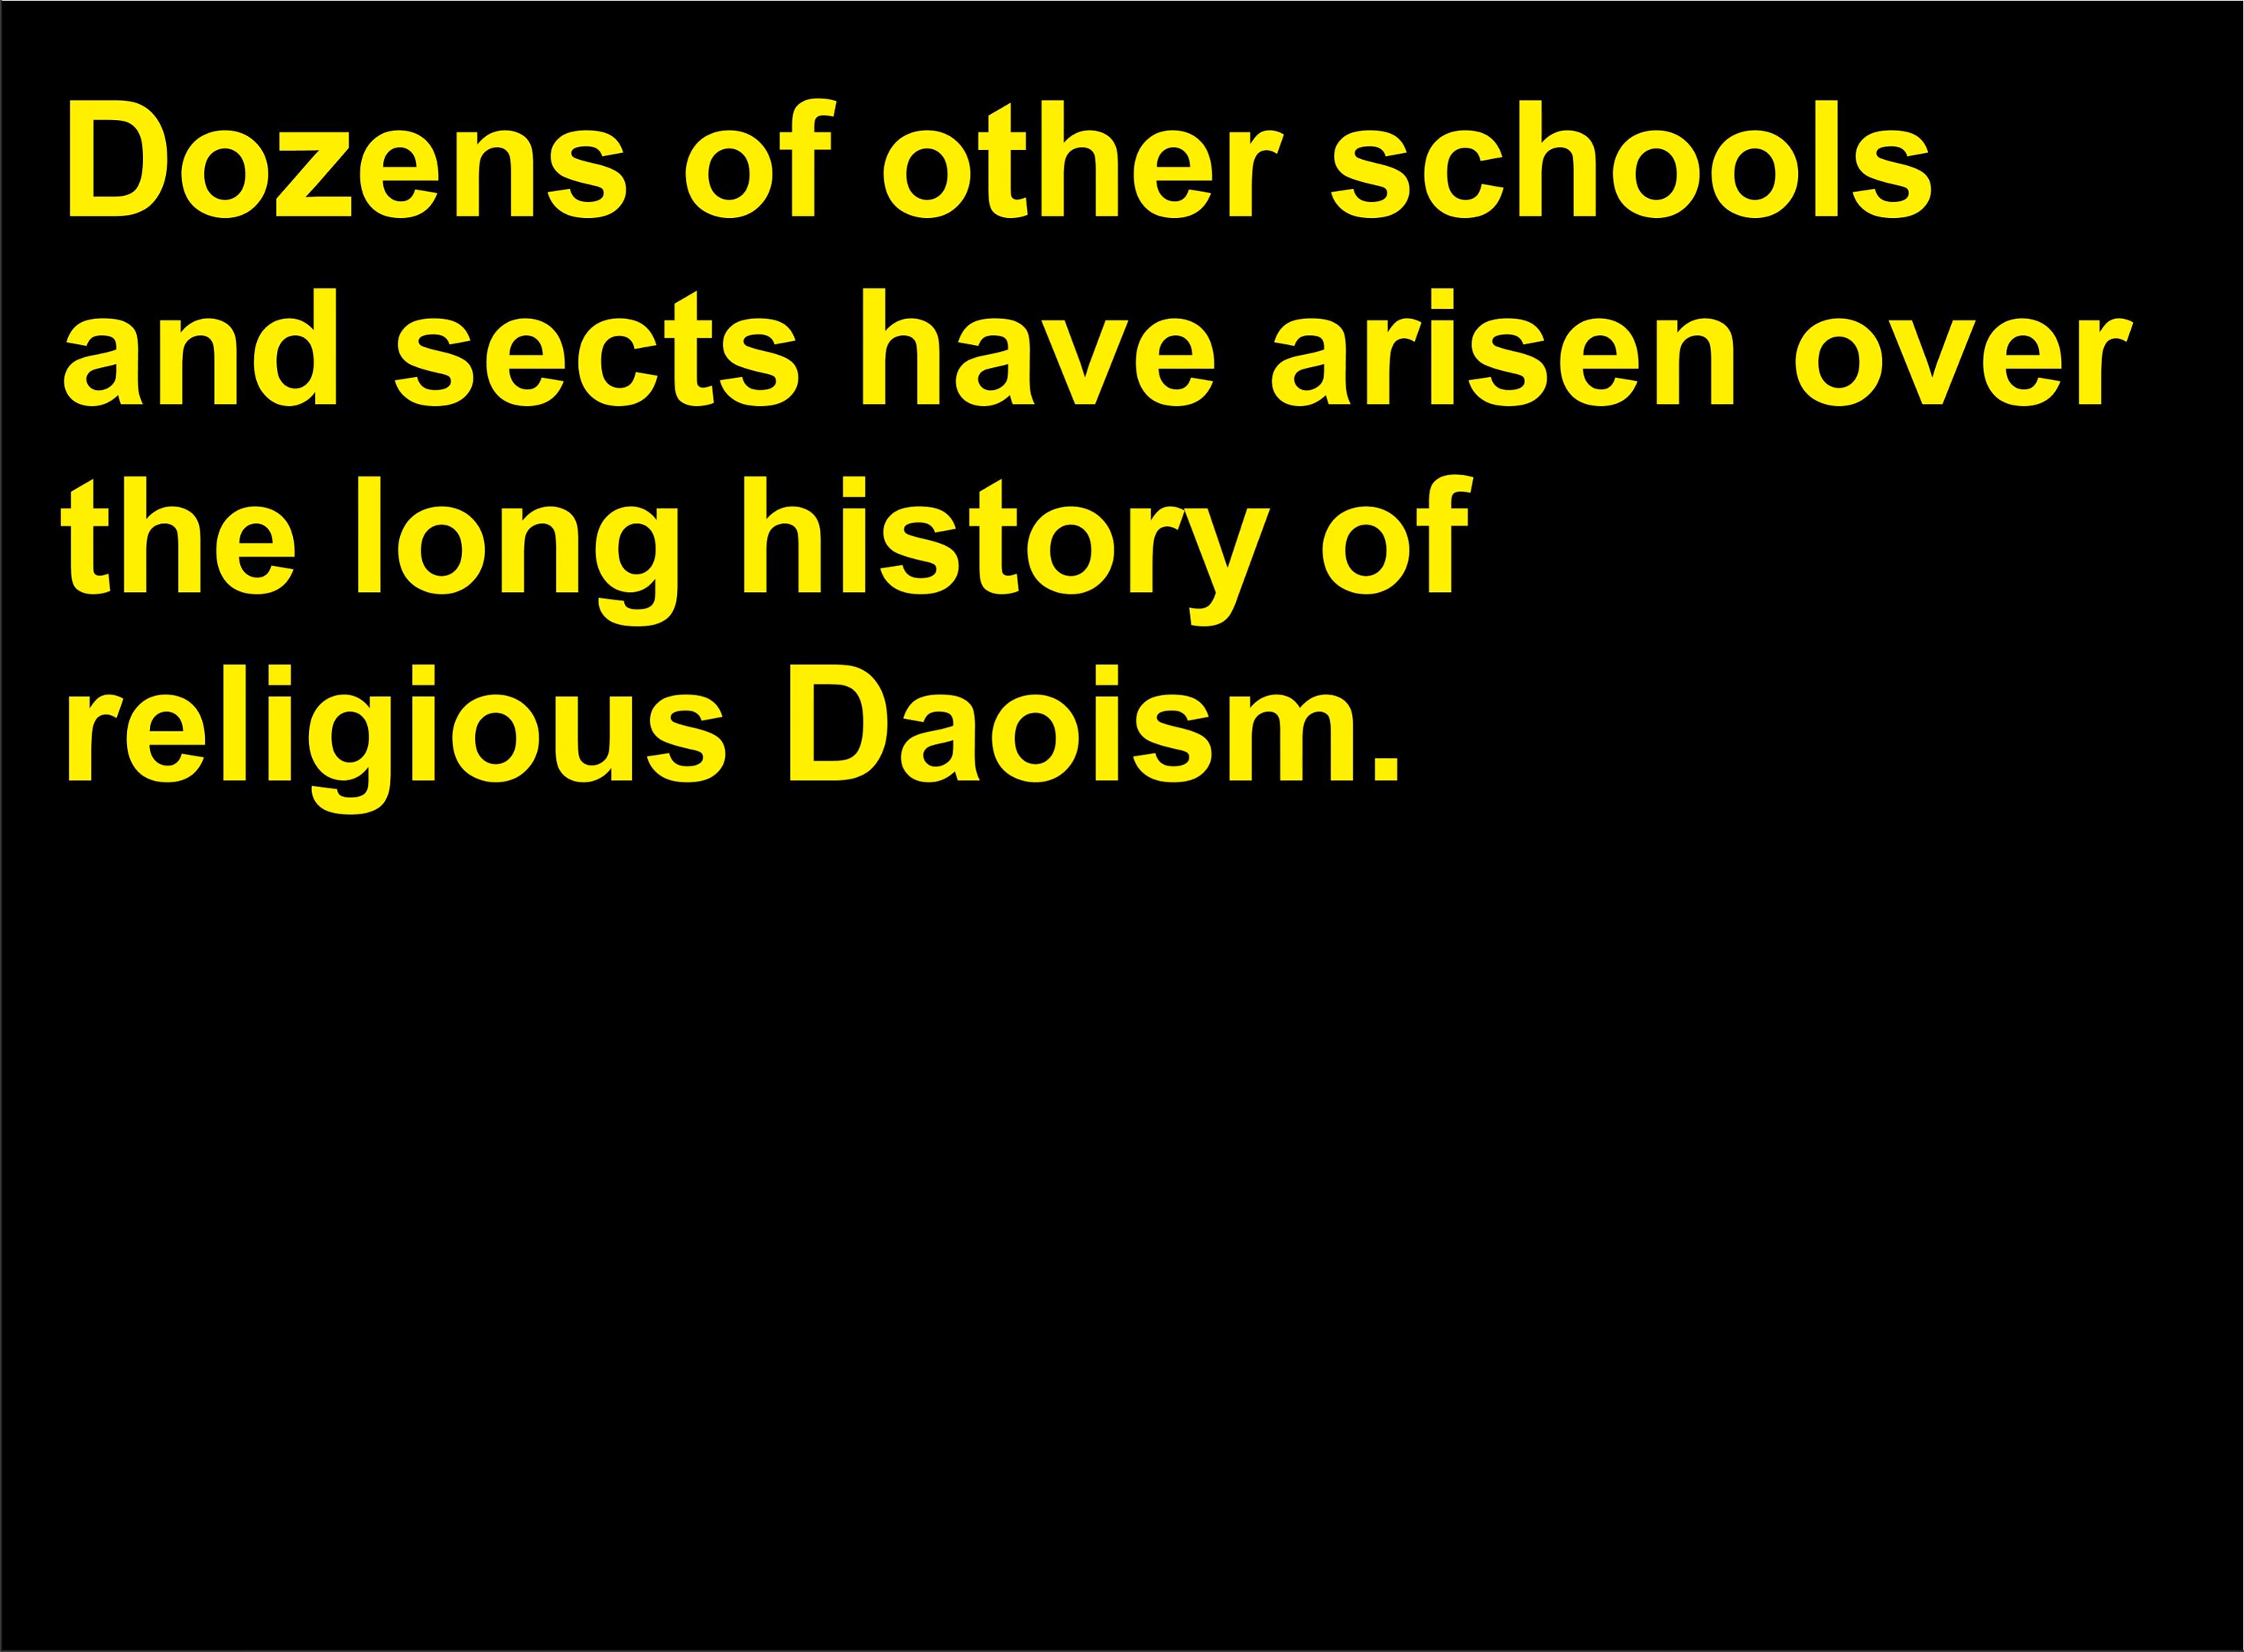 Dozens of other schools
and sects have arisen over
the long history of
religious Daoism.